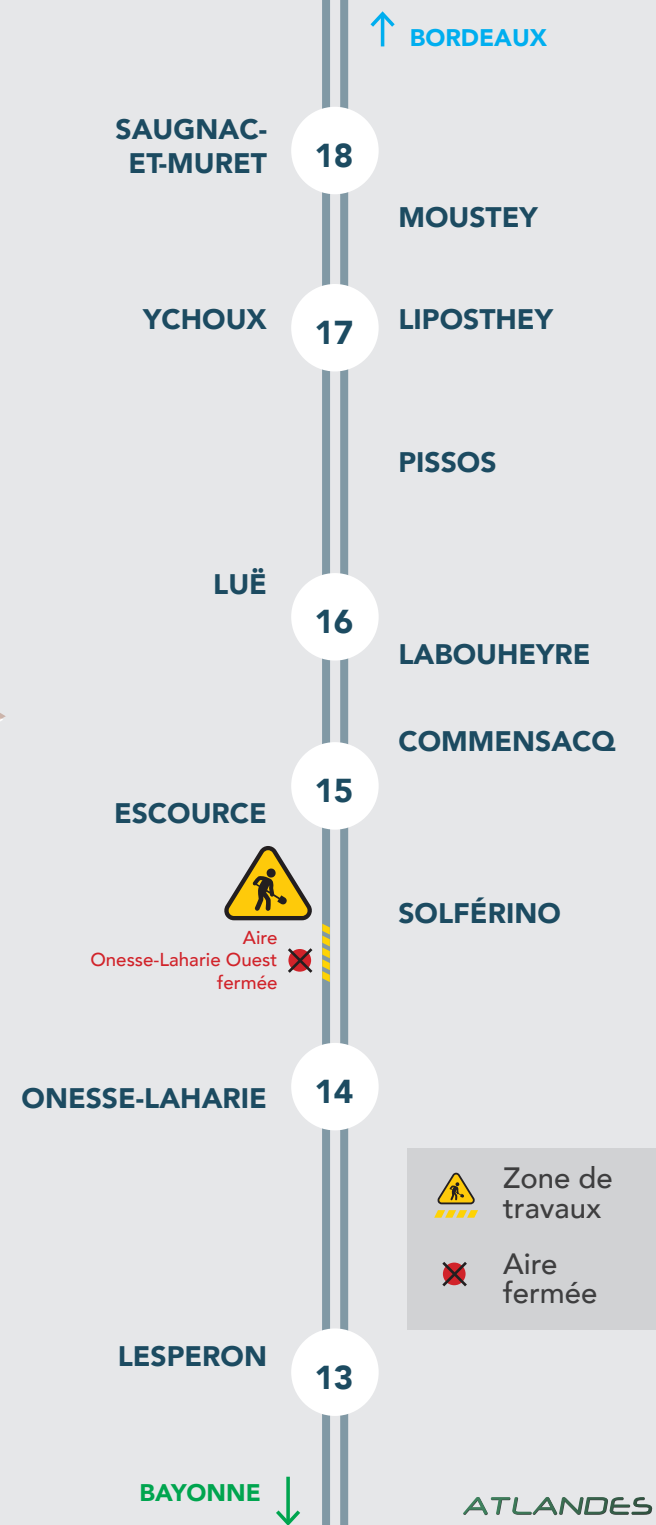 BORDEAUX
SAUGNAC-
ET-MURET
18
MOUSTEY
YCHOUX
17
LIPOSTHEY
PISSOS
LUË
16
LABOUHEYRE
COMMENSACQ
15
ESCOURCE
SOLFÉRINO
Aire
Onesse-Laharie Ouest
fermée
ONESSE-LAHARIE
14
Zone de
travaux
Aire
fermée
LESPERON
13
BAYONNE
ATLANDES